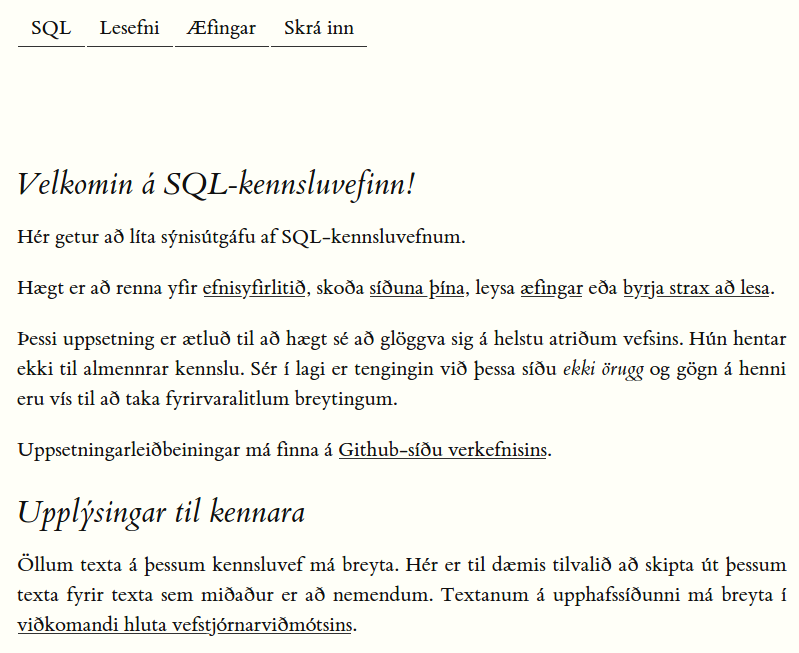 SQL Lesefni Æfingar Skrá inn
Velkomin á SQL-kennsluvefinn!
Hér getur að líta sýnisútgáfu af SQL-kennsluvefnum.
Hægt er að renna yfir efnisyfirlitið, skoða síðuna þína, leysa æfingar eða byrja strax að lesa.
Þessi uppsetning er ætluð til að hægt sé að glöggva sig á helstu atriðum vefsins. Hún hentar
ekki til almennrar kennslu. Sér í lagi er tengingin við þessa síðu ekki örugg og gögn á henni
eru vís til að taka fyrirvaralitlum breytingum.
Uppsetningarleiðbeiningar má finna á Github-síðu verkefnisins.
Upplýsingar til kennara
Öllum texta á þessum kennsluvef má breyta. Hér er til dæmis tilvalið að skipta út þessum
texta fyrir texta sem miðaður er að nemendum. Textanum á upphafssíðunni má breyta í
viðkomandi hluta vefstjórnarviðmótsins.